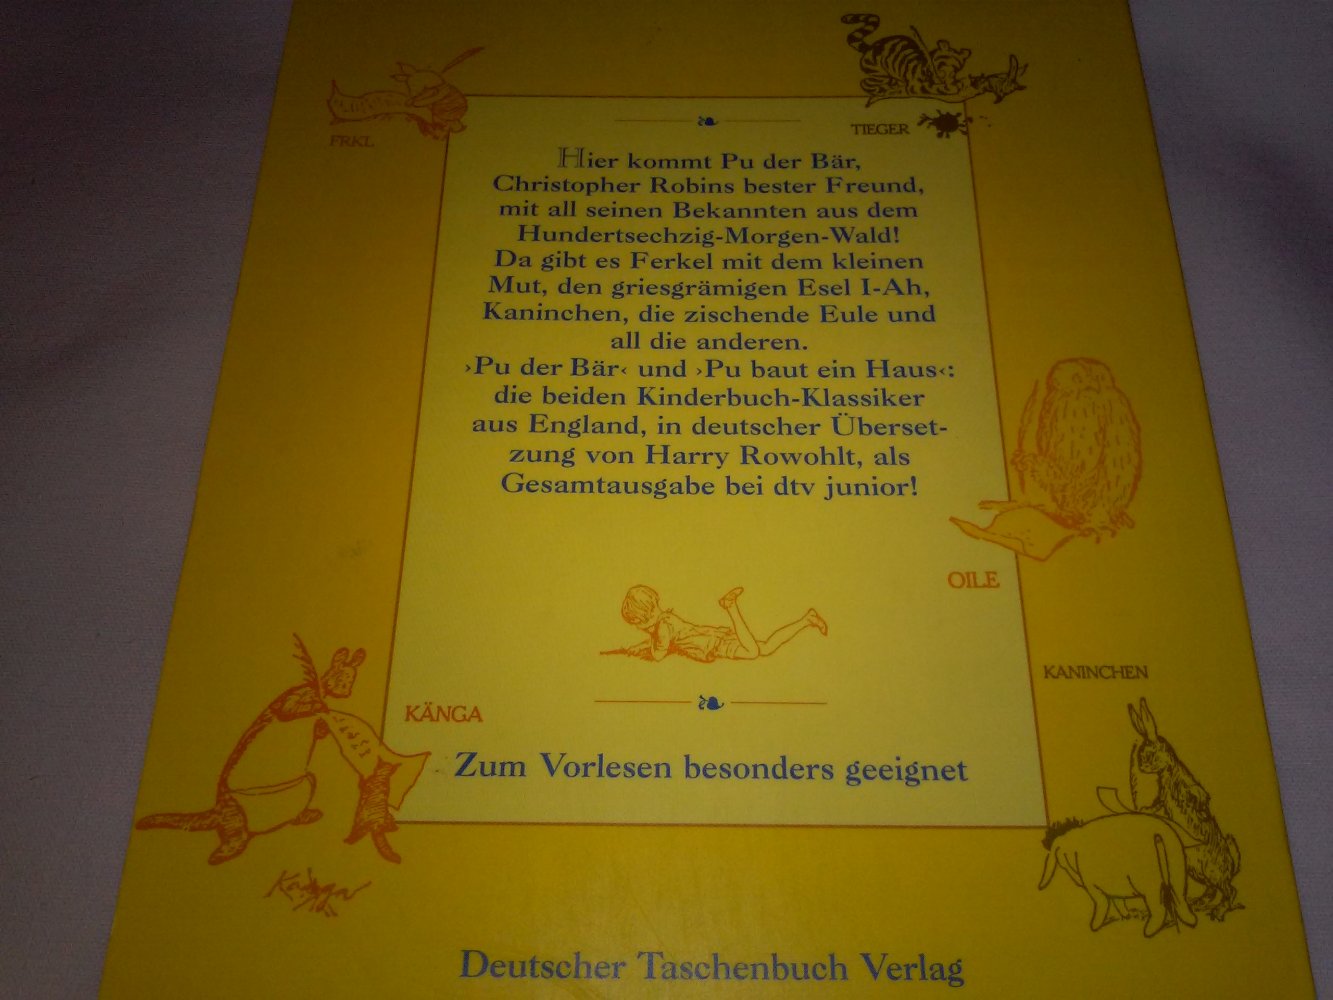 FRKL
TIEGER
Hier kommt Pu der Bär,
Christopher Robins bester Freund,
mit all seinen Bekannten aus dem
Hundertsechzig-Morgen-Wald!
Da gibt es Ferkel mit dem kleinen
Mut, den griesgrämigen Esel I-Ah,
Kaninchen, die zischende Eule und
all die anderen.
›Pu der Bär‹ und ›Pu baut ein Haus‹:
die beiden Kinderbuch-Klassiker
aus England, in deutscher Überset-
zung von Harry Rowohlt, als
Gesamtausgabe bei dtv junior!
OILE
KANINCHEN
KÄNGA
Zum Vorlesen besonders geeignet
Kanga
Deutscher Taschenbuch Verlag